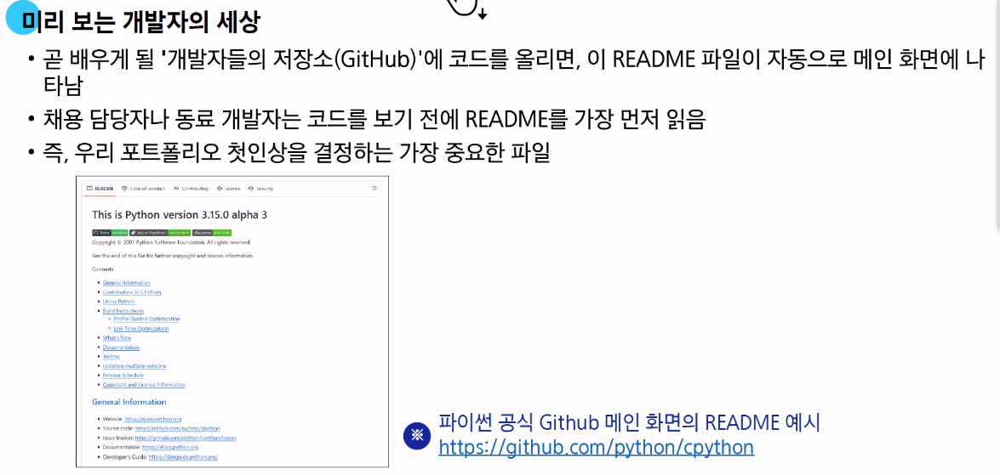 미리 보는 개발자의 세상
• 곧 배우게 될 '개발자들의 저장소(GitHub)'에 코드를 올리면, 이 README 파일이 자동으로 메인 화면에 나
타남
• 채용 담당자나 동료 개발자는 코드를 보기 전에 README를 가장 먼저 읽음
• 즉, 우리 포트폴리오 첫인상을 결정하는 가장 중요한 파일
README Code of conduct Contributing License Security
This is Python version 3.15.0 alpha 3
Tests Azure Pipelines succeeded discourse join chat
Copyright © 2001 Python Software Foundation. All rights reserved.
See the end of this file for further copyright and license information.
Contents
• General Information
• Contributing to CPython
• Using Python
• Build Instructions
○ Profile Guided Optimization
○ Link Time Optimization
• What's New
• Documentation
• Testing
• Installing multiple versions
• Release Schedule
• Copyright and License Information
General Information
• Website: https://www.python.org
• Source code: https://github.com/python/cpython
• Issue tracker: https://github.com/python/cpython/issues
• Documentation: https://docs.python.org
• Developer's Guide: https://devguide.python.org/
※ 파이썬 공식 Github 메인 화면의 README 예시
https://github.com/python/cpython